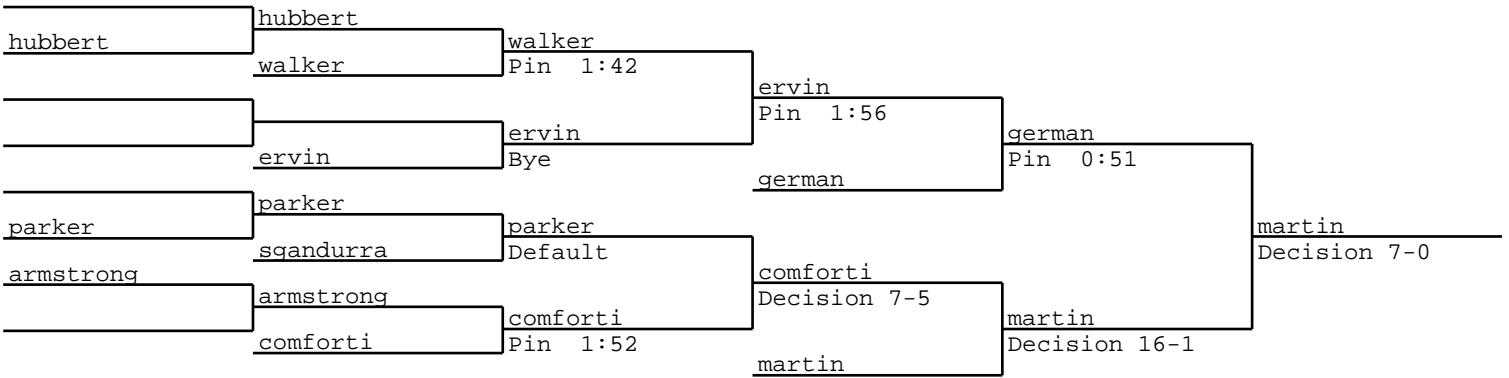 hubbert
hubbert
walker
walker
Pin 1:42
ervin
Pin 1:56
ervin
ervin
Bye
german
Pin 0:51
german
parker
parker
parker
sgandurra
Default
martin
Decision 7-0
armstrong
armstrong
comforti
Decision 7-5
comforti
comforti
Pin 1:52
martin
Decision 16-1
martin